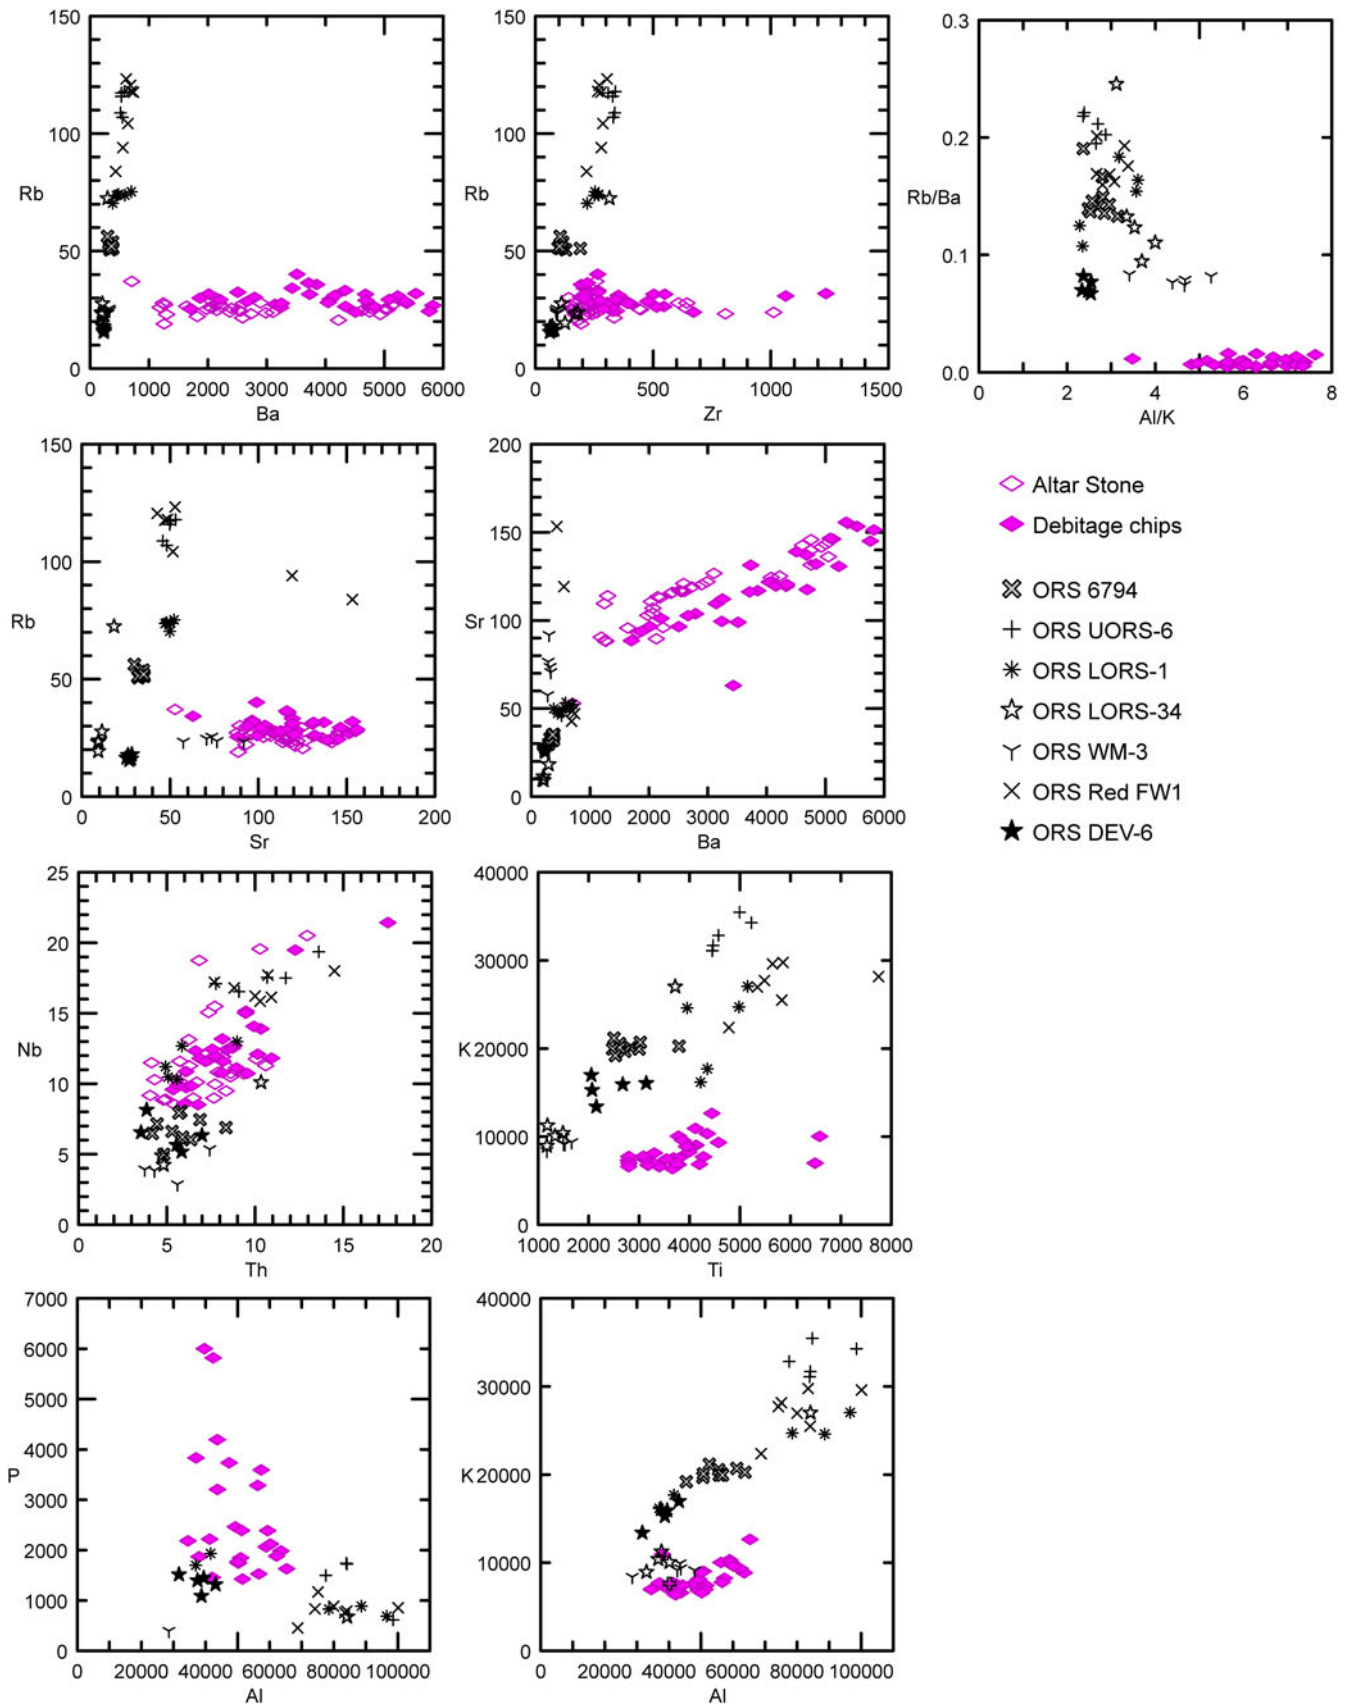 150
100
Rb
50
0
0 1000 2000 3000 4000 5000 6000
Ba
150
100
Rb
50
0
0 500 1000 1500
Zr
0.3
0.2
Rb/Ba
0.1
0.0
0 2 4 6 8
Al/K
150
100
Rb
50
0
0 50 100 150 200
Sr
200
150
Sr 100
50
0
0 1000 2000 3000 4000 5000 6000
Ba
Altar Stone
Debitage chips
ORS 6794
ORS UORS-6
ORS LORS-1
ORS LORS-34
ORS WM-3
ORS Red FW1
ORS DEV-6
25
20
15
Nb
10
5
0
0 5 10 15 20
Th
40000
30000
K 20000
10000
0
1000 2000 3000 4000 5000 6000 7000 8000
Ti
7000
6000
5000
4000
P
3000
2000
1000
0
0 20000 40000 60000 80000 100000
Al
40000
30000
K 20000
10000
0
0 20000 40000 60000 80000 100000
Al